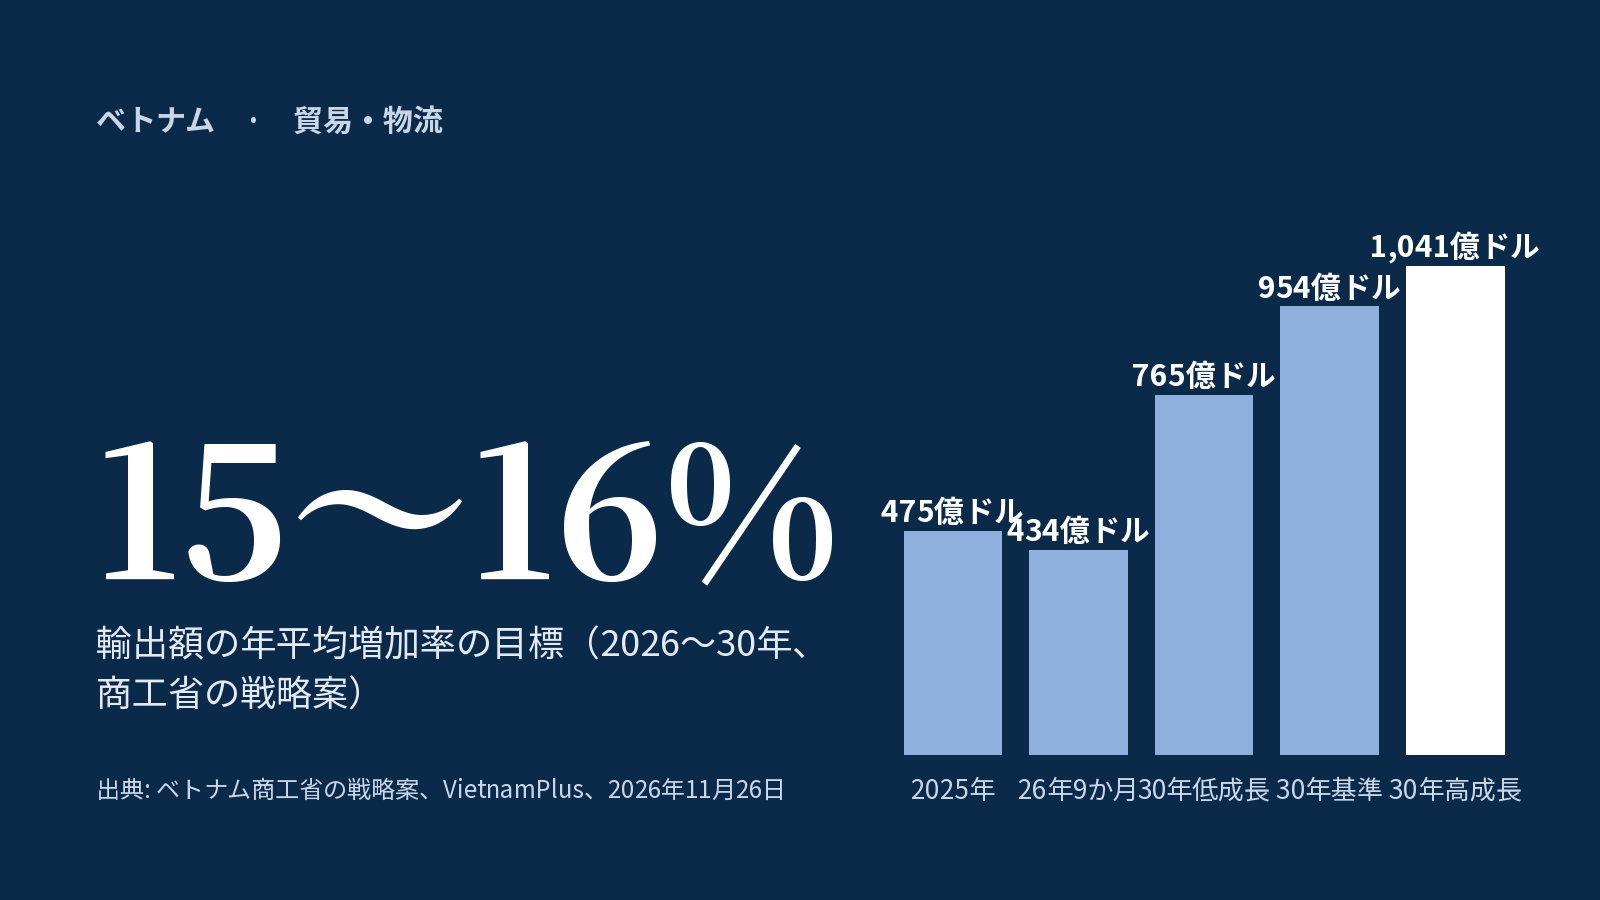 ベトナム · 貿易・物流
15〜16%
輸出額の年平均増加率の目標（2026〜30年、
商工省の戦略案）
出典: ベトナム商工省の戦略案、VietnamPlus、2026年11月26日
475億ドル
434億ドル
765億ドル
954億ドル
1,041億ドル
2025年
26年9か月
30年低成長
30年基準
30年高成長